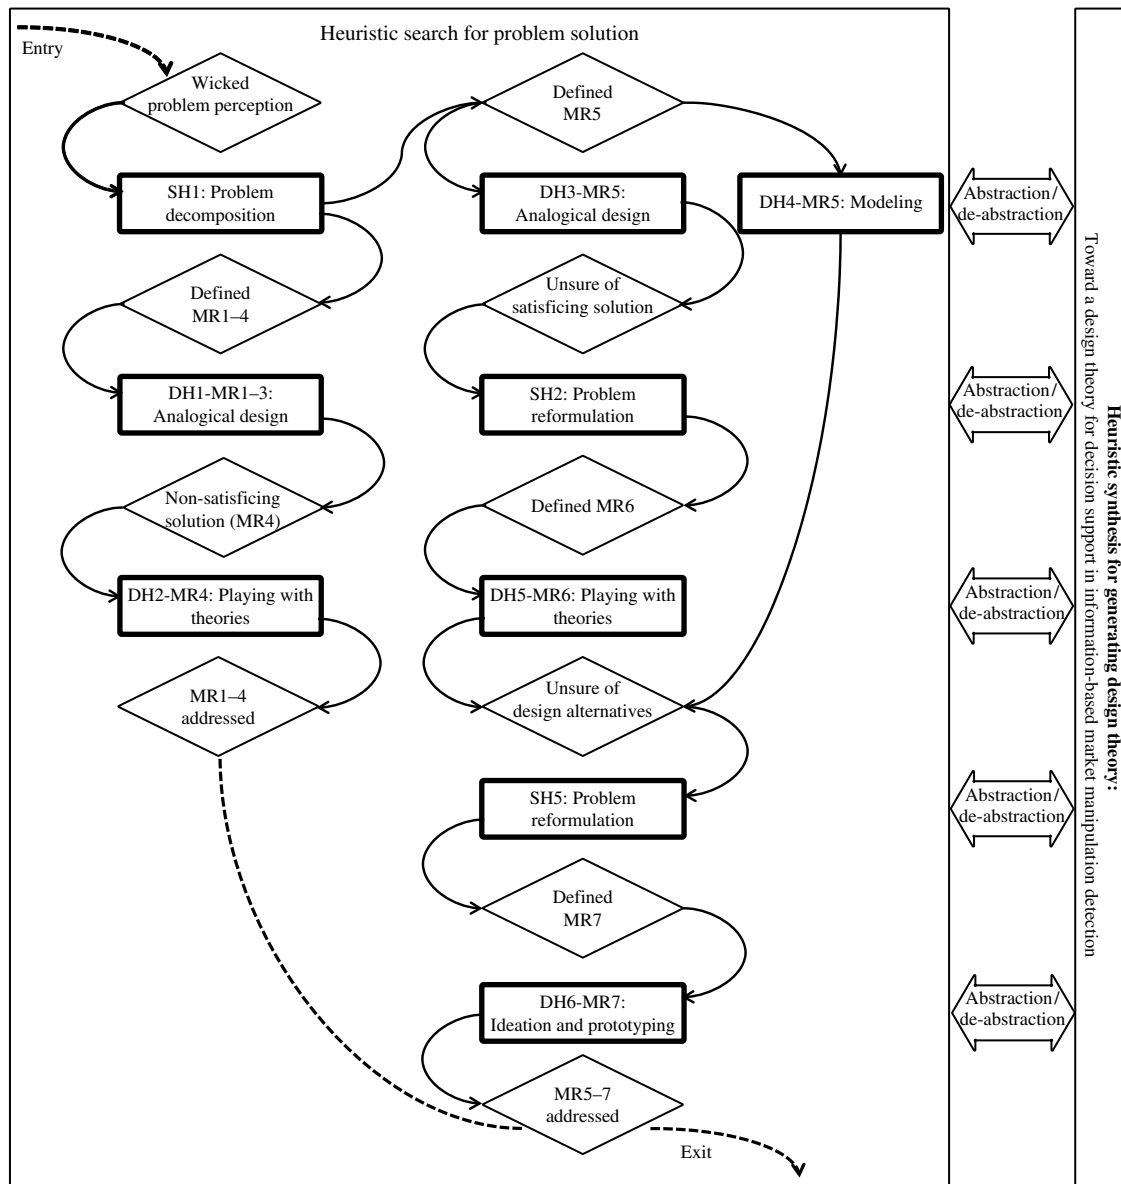 Heuristic search for problem solution
Entry
Wicked
problem perception
SH1: Problem
decomposition
Defined
MR1–4
DH1-MR1–3:
Analogical design
Non-satisficing
solution (MR4)
DH2-MR4: Playing with
theories
MR1–4
addressed
Defined
MR5
DH3-MR5:
Analogical design
DH4-MR5: Modeling
Unsure of
satisficing solution
SH2: Problem
reformulation
Defined MR6
DH5-MR6: Playing with
theories
Unsure of
design alternatives
SH5: Problem
reformulation
Defined
MR7
DH6-MR7:
Ideation and prototyping
MR5–7
addressed
Exit
Abstraction/
de-abstraction
Abstraction/
de-abstraction
Abstraction/
de-abstraction
Abstraction/
de-abstraction
Abstraction/
de-abstraction
Heuristic synthesis for generating design theory:
Toward a design theory for decision support in information-based market manipulation detection